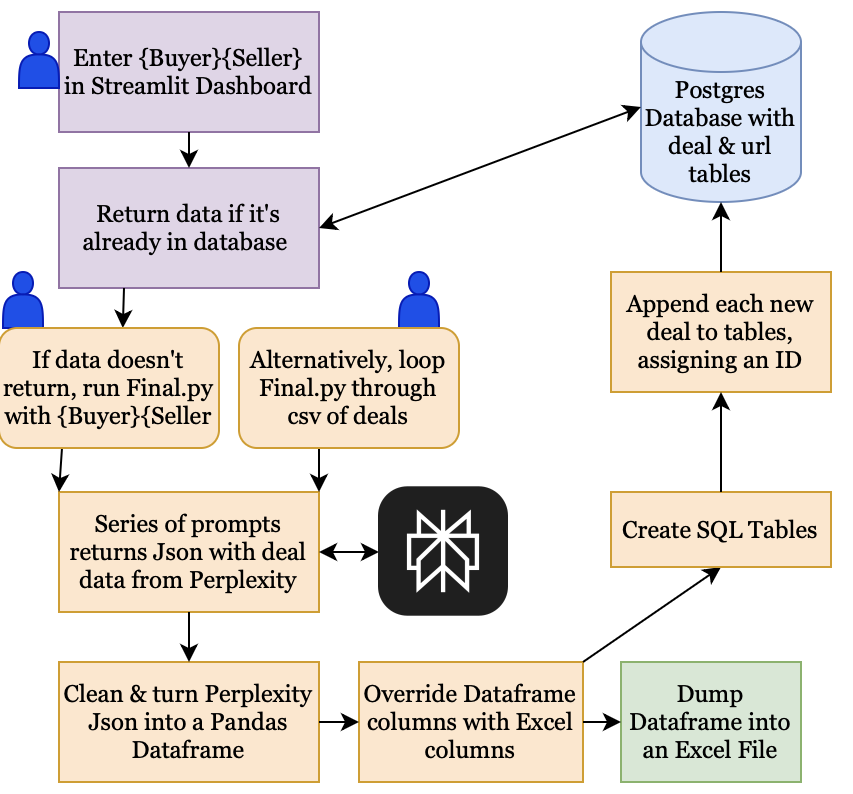 Enter {Buyer}{Seller}
in Streamlit Dashboard
Postgres
Database with
deal & url
tables
Return data if it's
already in database
If data doesn't
return, run Final.py
with {Buyer}{Seller
Alternatively, loop
Final.py through
csv of deals
Append each new
deal to tables,
assigning an ID
Series of prompts
returns Json with deal
data from Perplexity
Create SQL Tables
Clean & turn Perplexity
Json into a Pandas
Dataframe
Override Dataframe
columns with Excel
columns
Dump
Dataframe into
an Excel File